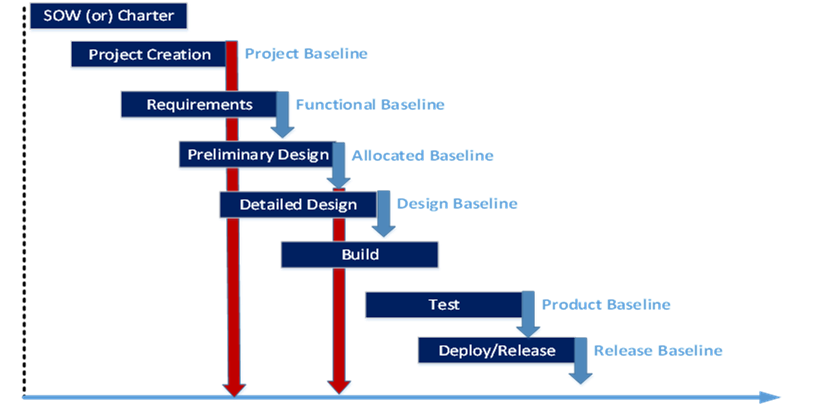 SOW (or) Charter
Project Creation
Project Baseline
Requirements
Functional Baseline
Preliminary Design
Allocated Baseline
Detailed Design
Design Baseline
Build
Test
Product Baseline
Deploy/Release
Release Baseline